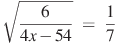 √(6/(4x − 54)) = 1/7